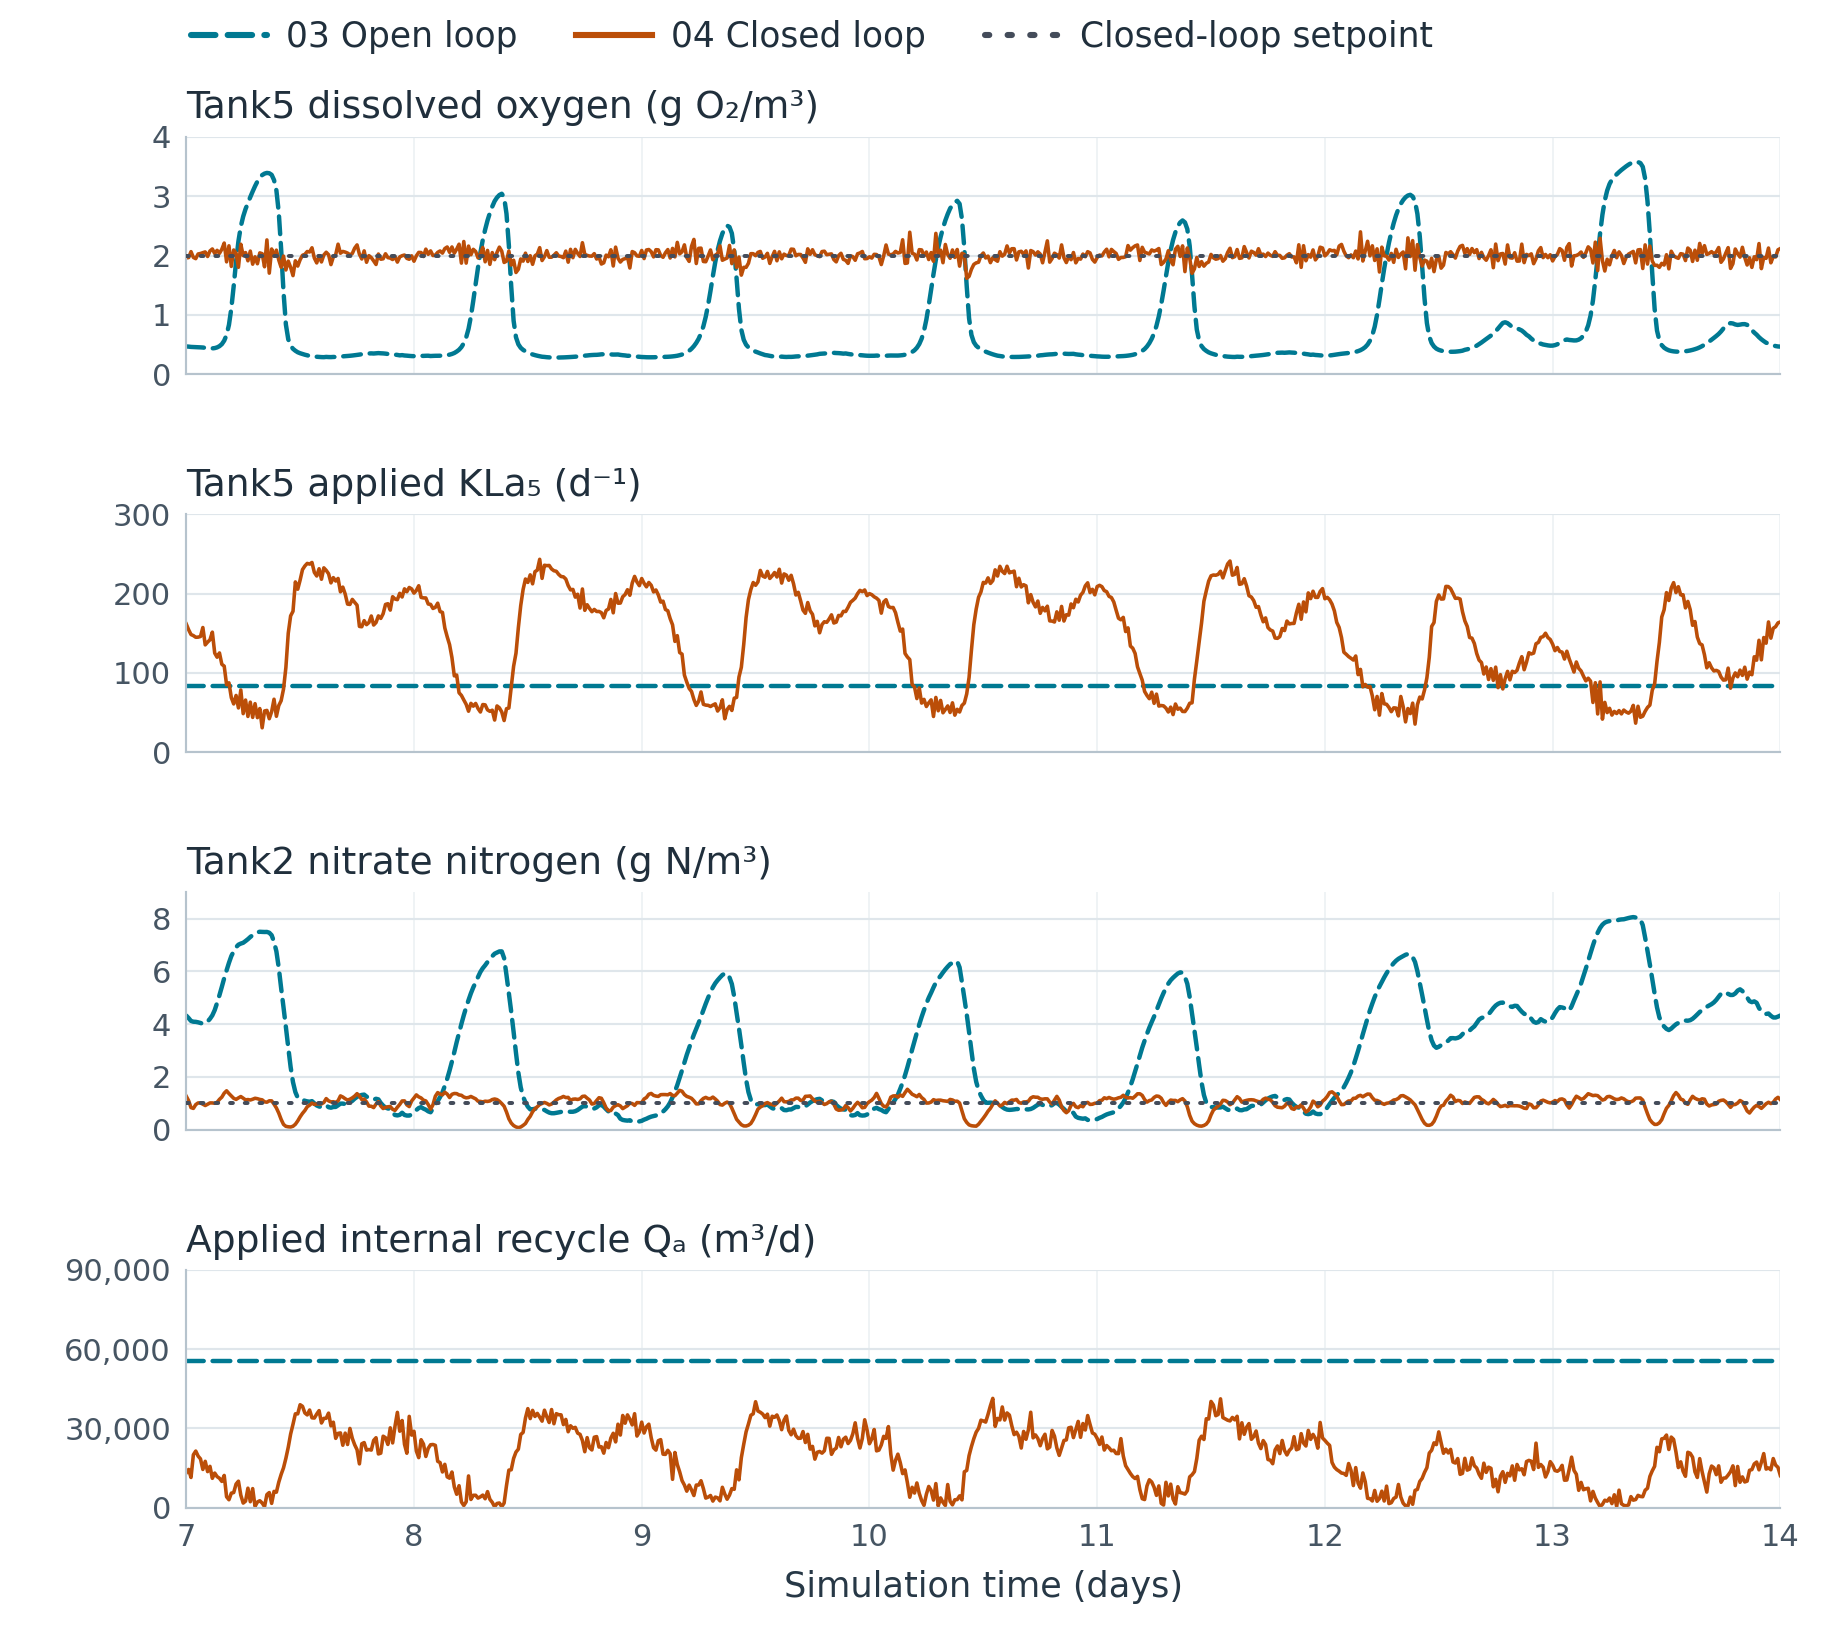 03 Open loop 04 Closed loop Closed-loop setpoint
Tank5 dissolved oxygen (g O₂/m³)
4
3
2
1
0
Tank5 applied KLa₅ (d⁻¹)
300
200
100
0
Tank2 nitrate nitrogen (g N/m³)
8
6
4
2
0
Applied internal recycle Qₐ (m³/d)
90,000
60,000
30,000
0
7 8 9 10 11 12 13 14
Simulation time (days)